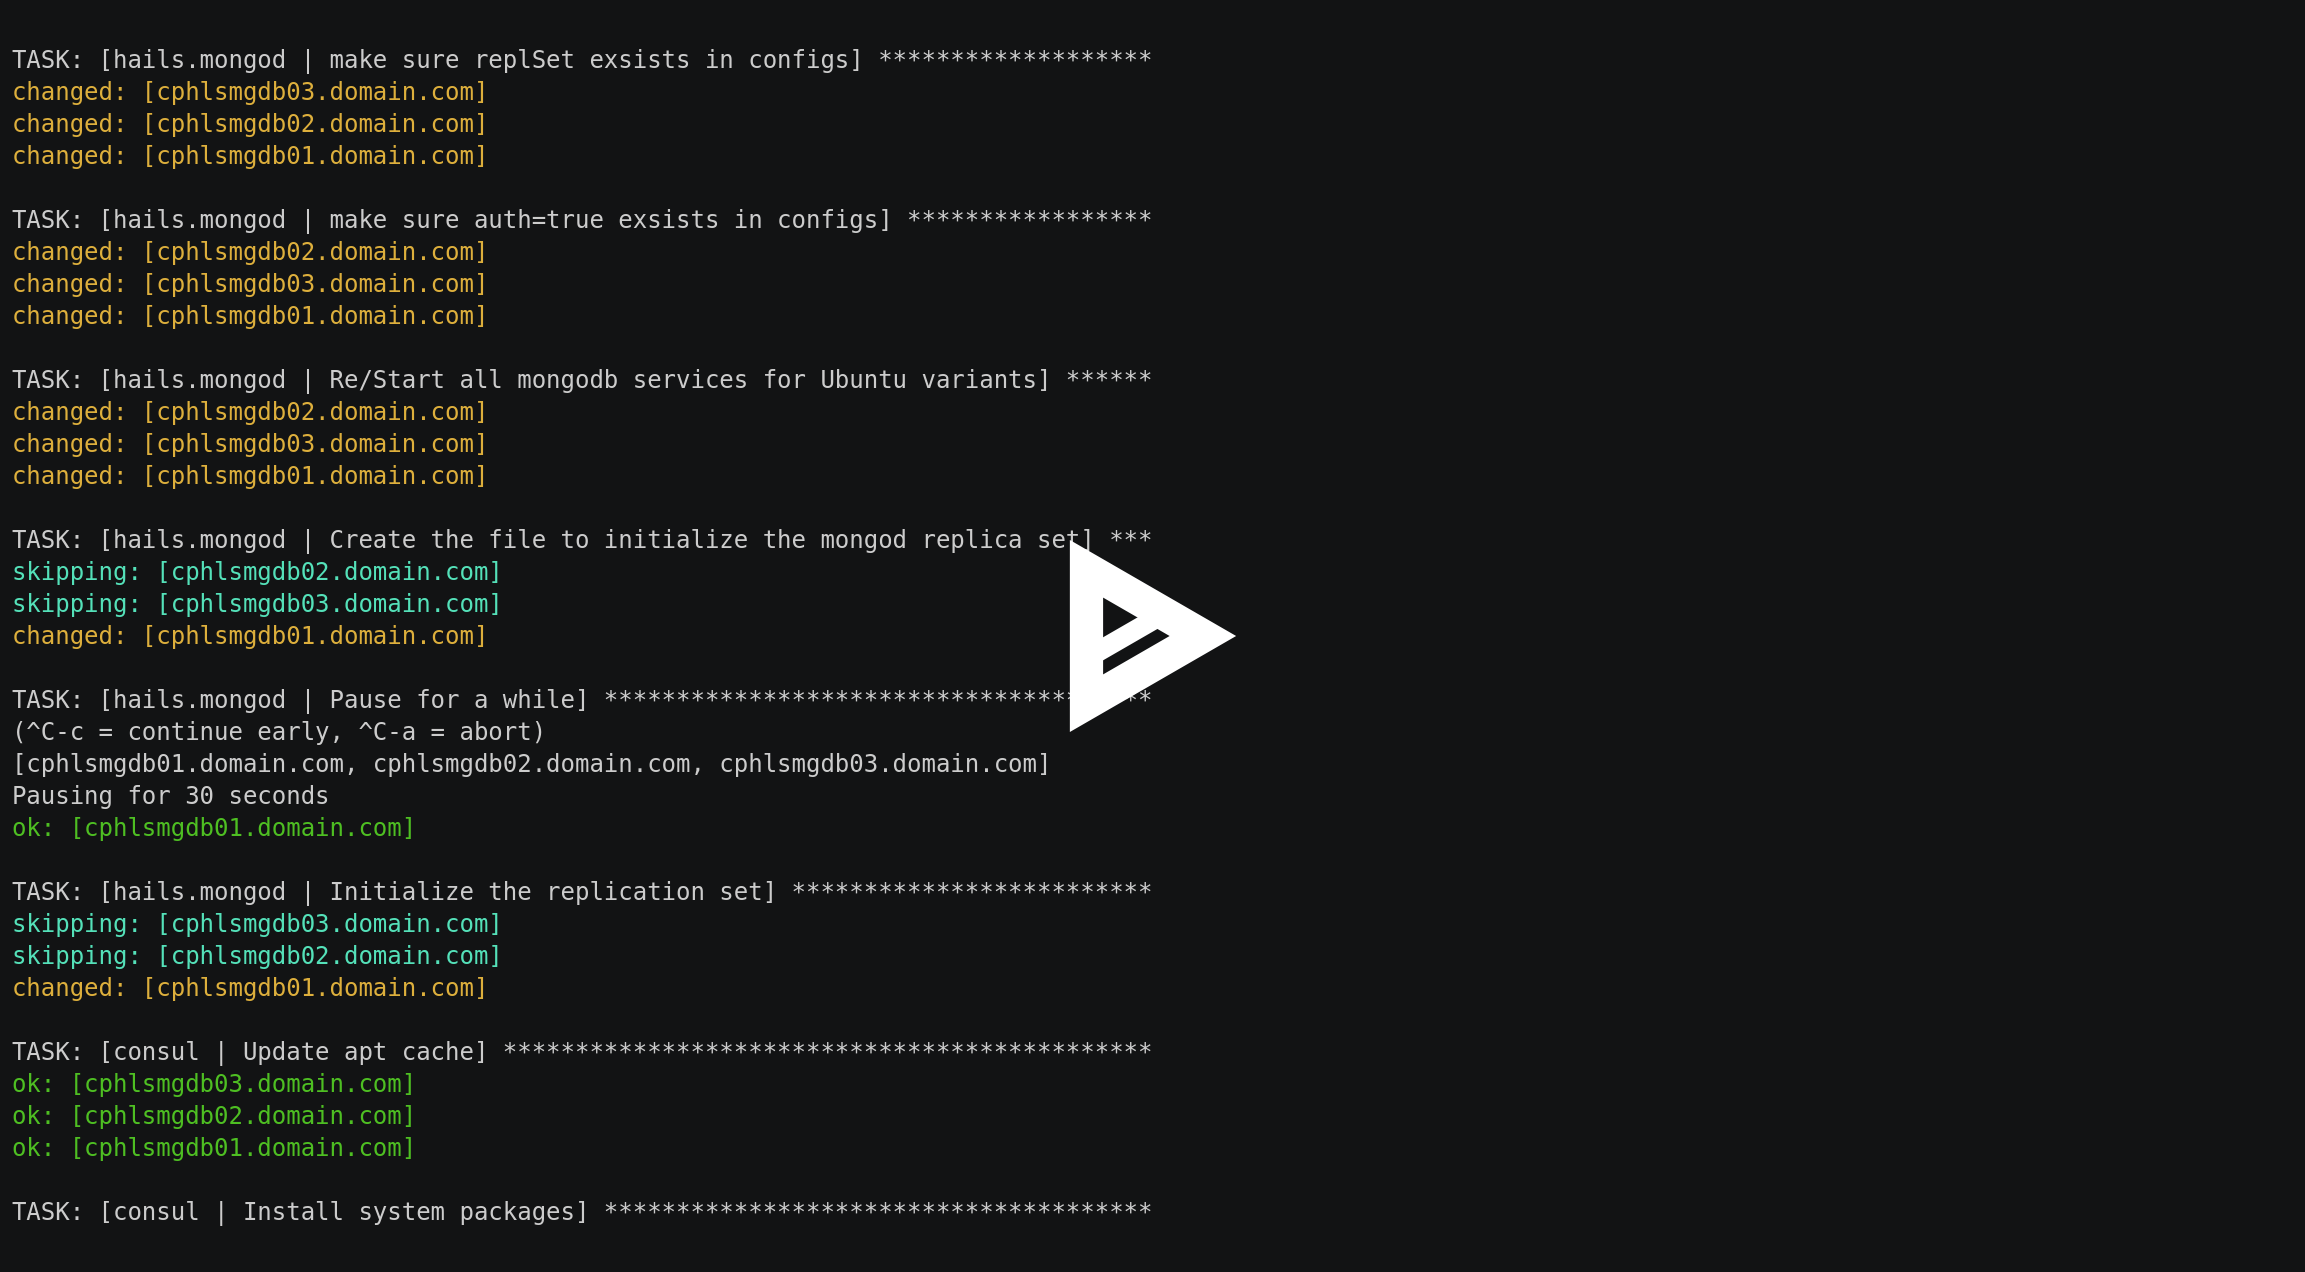 TASK: [hails.mongod | make sure replSet exsists in configs] *******************
changed: [cphlsmgdb03.domain.com]
changed: [cphlsmgdb02.domain.com]
changed: [cphlsmgdb01.domain.com]
TASK: [hails.mongod | make sure auth=true exsists in configs] *****************
changed: [cphlsmgdb02.domain.com]
changed: [cphlsmgdb03.domain.com]
changed: [cphlsmgdb01.domain.com]
TASK: [hails.mongod | Re/Start all mongodb services for Ubuntu variants] ******
changed: [cphlsmgdb02.domain.com]
changed: [cphlsmgdb03.domain.com]
changed: [cphlsmgdb01.domain.com]
TASK: [hails.mongod | Create the file to initialize the mongod replica set] ***
skipping: [cphlsmgdb02.domain.com]
skipping: [cphlsmgdb03.domain.com]
changed: [cphlsmgdb01.domain.com]
TASK: [hails.mongod | Pause for a while] **************************************
(^C-c = continue early, ^C-a = abort)
[cphlsmgdb01.domain.com, cphlsmgdb02.domain.com, cphlsmgdb03.domain.com]
Pausing for 30 seconds
ok: [cphlsmgdb01.domain.com]
TASK: [hails.mongod | Initialize the replication set] *************************
skipping: [cphlsmgdb03.domain.com]
skipping: [cphlsmgdb02.domain.com]
changed: [cphlsmgdb01.domain.com]
TASK: [consul | Update apt cache] *********************************************
ok: [cphlsmgdb03.domain.com]
ok: [cphlsmgdb02.domain.com]
ok: [cphlsmgdb01.domain.com]
TASK: [consul | Install system packages] **************************************